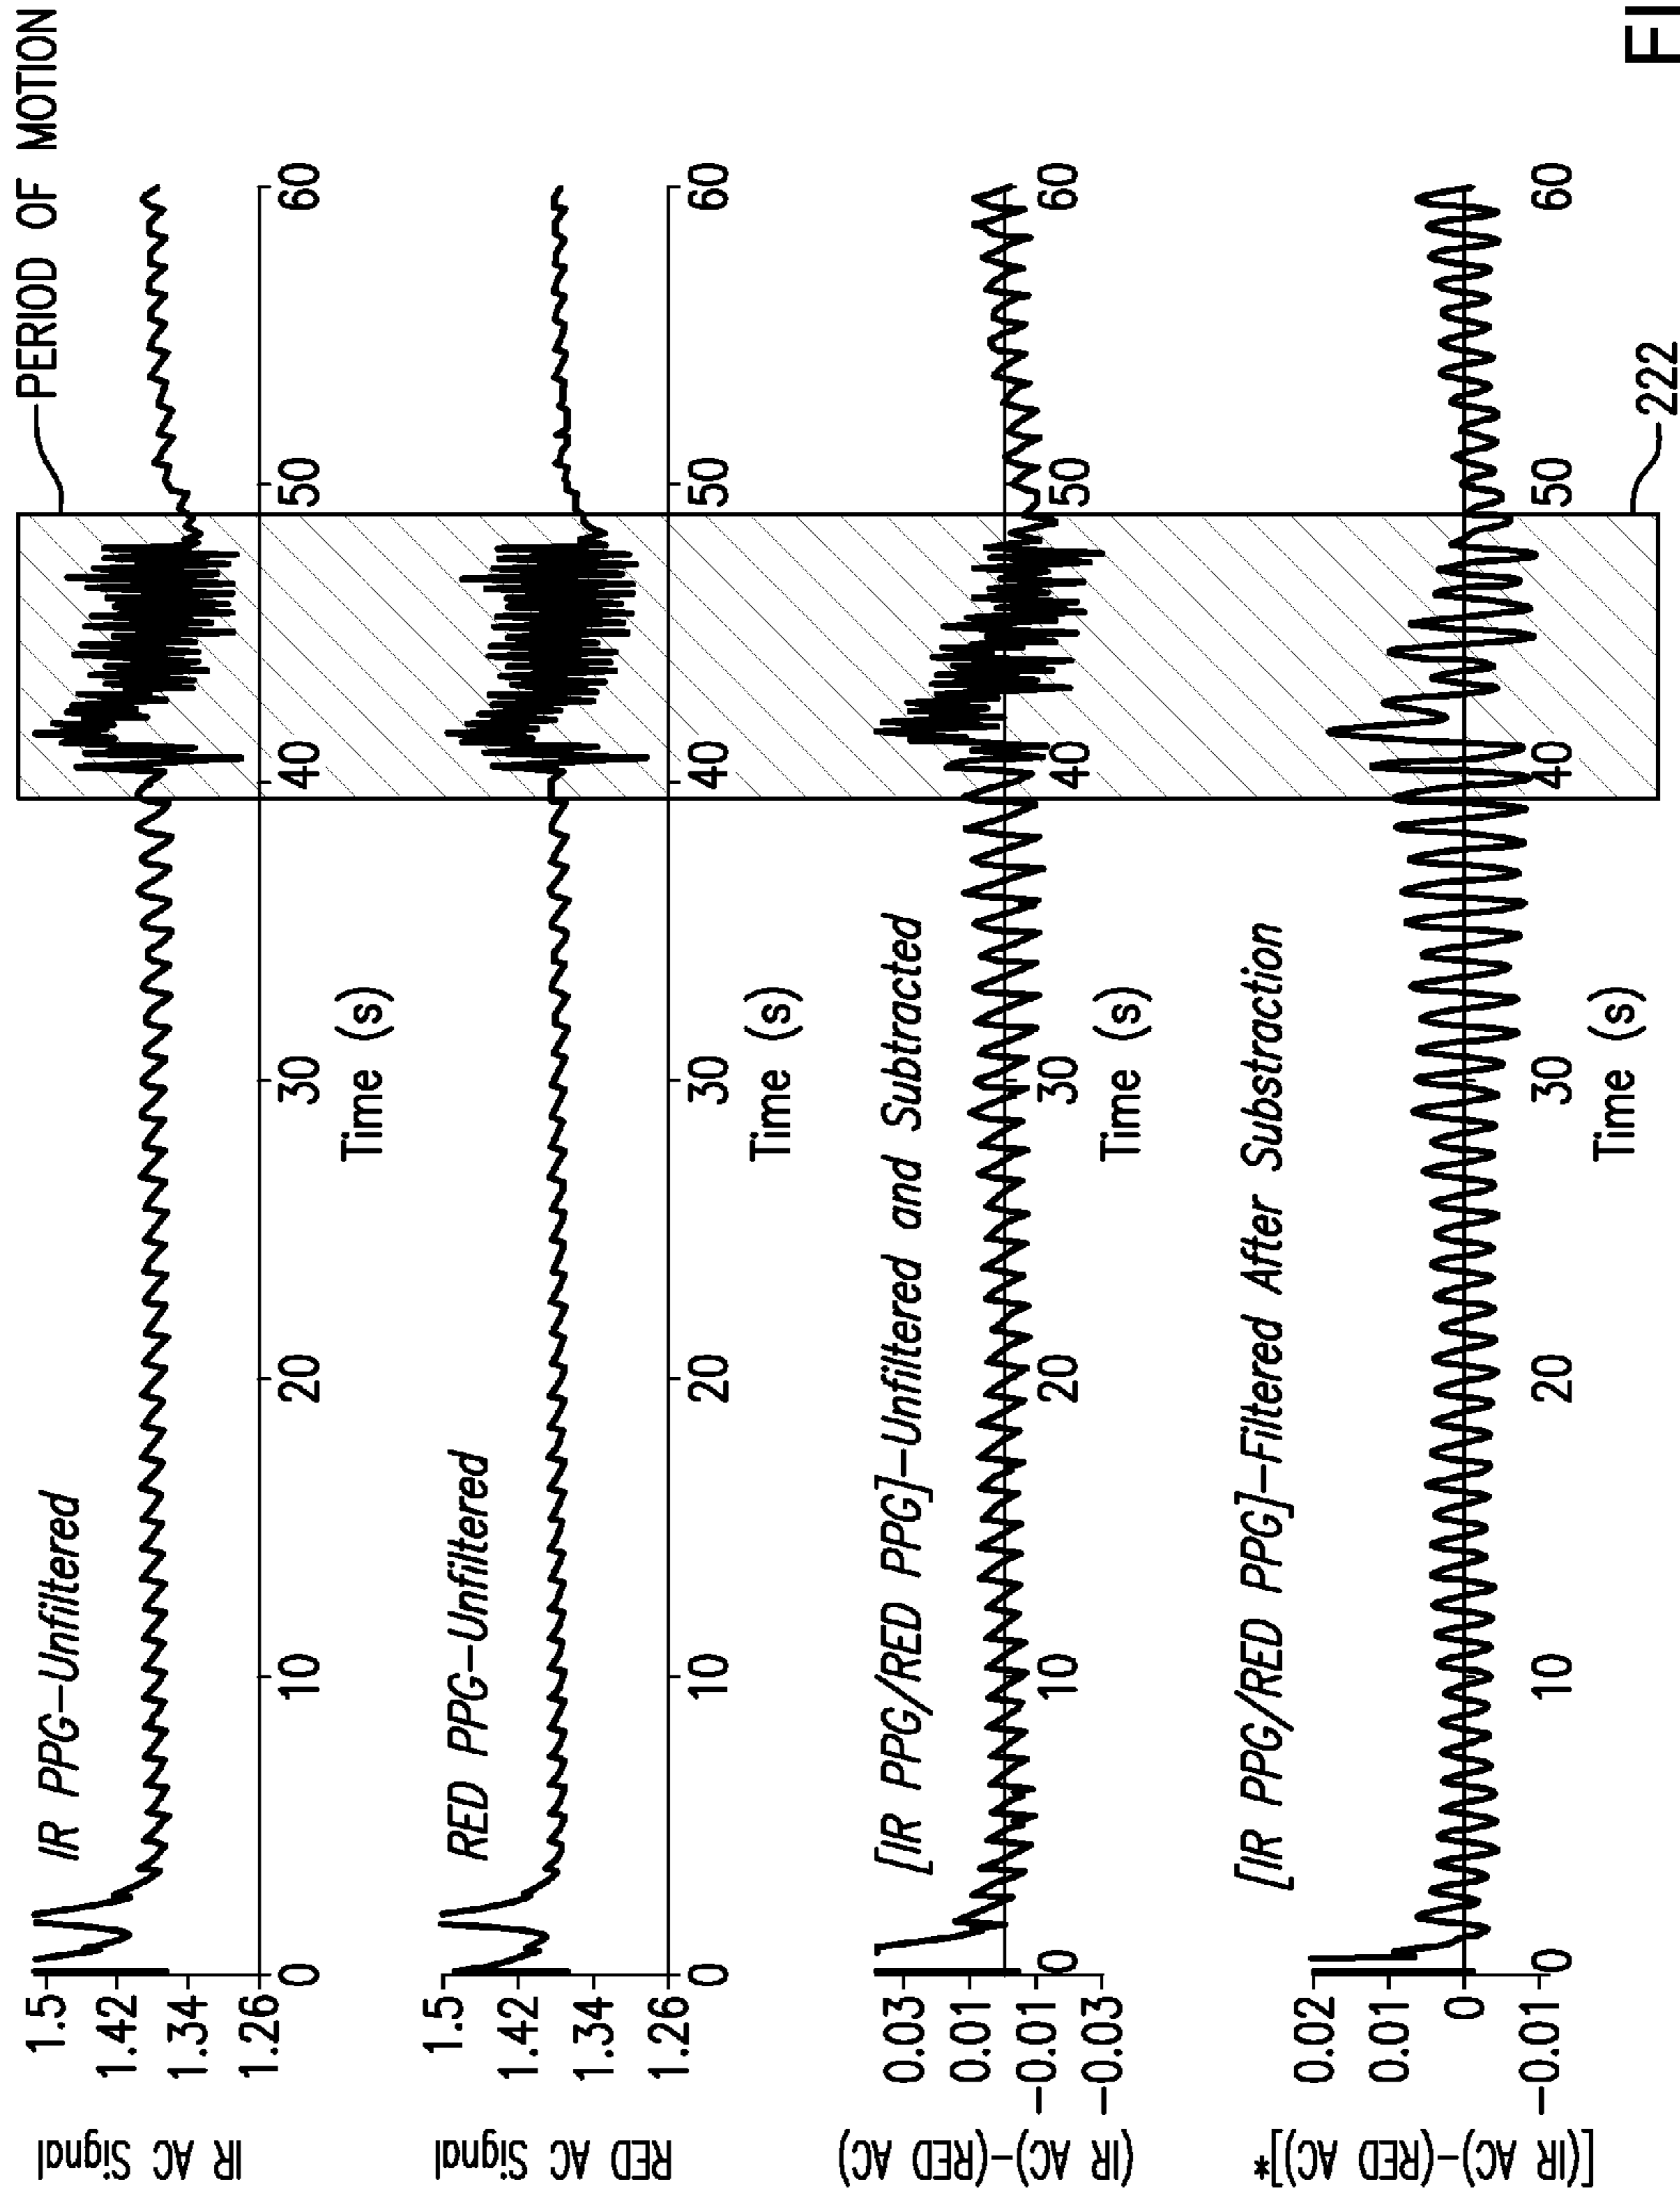 PERIOD OF MOTION
IR PPG-Unfiltered
IR AC Signal
1.5
1.42
1.34
1.26
0 10 20 30 40 50 60
Time (s)
RED PPG-Unfiltered
RED AC Signal
1.5
1.42
1.34
1.26
0 10 20 30 40 50 60
Time (s)
[IR PPG/RED PPG]-Unfiltered and Subtracted
(IR AC)-(RED AC)
0.03
0.01
-0.01
-0.03
0 10 20 30 40 50 60
Time (s)
[IR PPG/RED PPG]-Filtered After Substraction
[(IR AC)-(RED AC)]*
0.02
0.01
0
-0.01
0 10 20 30 40 50 60
Time (s)
222